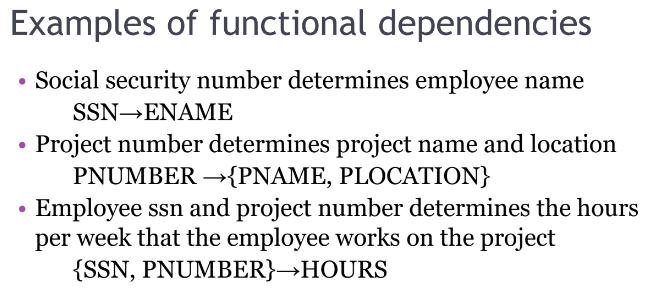 Examples of functional dependencies
• Social security number determines employee name
SSN→ENAME
• Project number determines project name and location
PNUMBER →{PNAME, PLOCATION}
• Employee ssn and project number determines the hours
per week that the employee works on the project
{SSN, PNUMBER}→HOURS